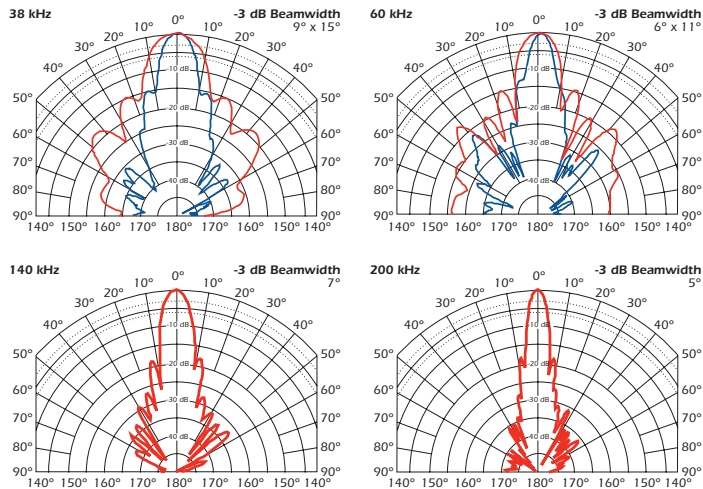 38 kHz
-3 dB Beamwidth
9° x 15°
0°
10° 10°
20° 20°
30° 30°
40° 40°
50° 50°
60° 60°
70° 70°
80° 80°
90° 90°
-10 dB
-20 dB
-30 dB
-40 dB
140° 150° 160° 170° 180° 170° 160° 150° 140°
60 kHz
-3 dB Beamwidth
6° x 11°
0°
10° 10°
20° 20°
30° 30°
40° 40°
50° 50°
60° 60°
70° 70°
80° 80°
90° 90°
-10 dB
-20 dB
-30 dB
-40 dB
140° 150° 160° 170° 180° 170° 160° 150° 140°
140 kHz
-3 dB Beamwidth
7°
0°
10° 10°
20° 20°
30° 30°
40° 40°
50° 50°
60° 60°
70° 70°
80° 80°
90° 90°
-10 dB
-20 dB
-30 dB
-40 dB
140° 150° 160° 170° 180° 170° 160° 150° 140°
200 kHz
-3 dB Beamwidth
5°
0°
10° 10°
20° 20°
30° 30°
40° 40°
50° 50°
60° 60°
70° 70°
80° 80°
90° 90°
-10 dB
-20 dB
-30 dB
-40 dB
140° 150° 160° 170° 180° 170° 160° 150° 140°